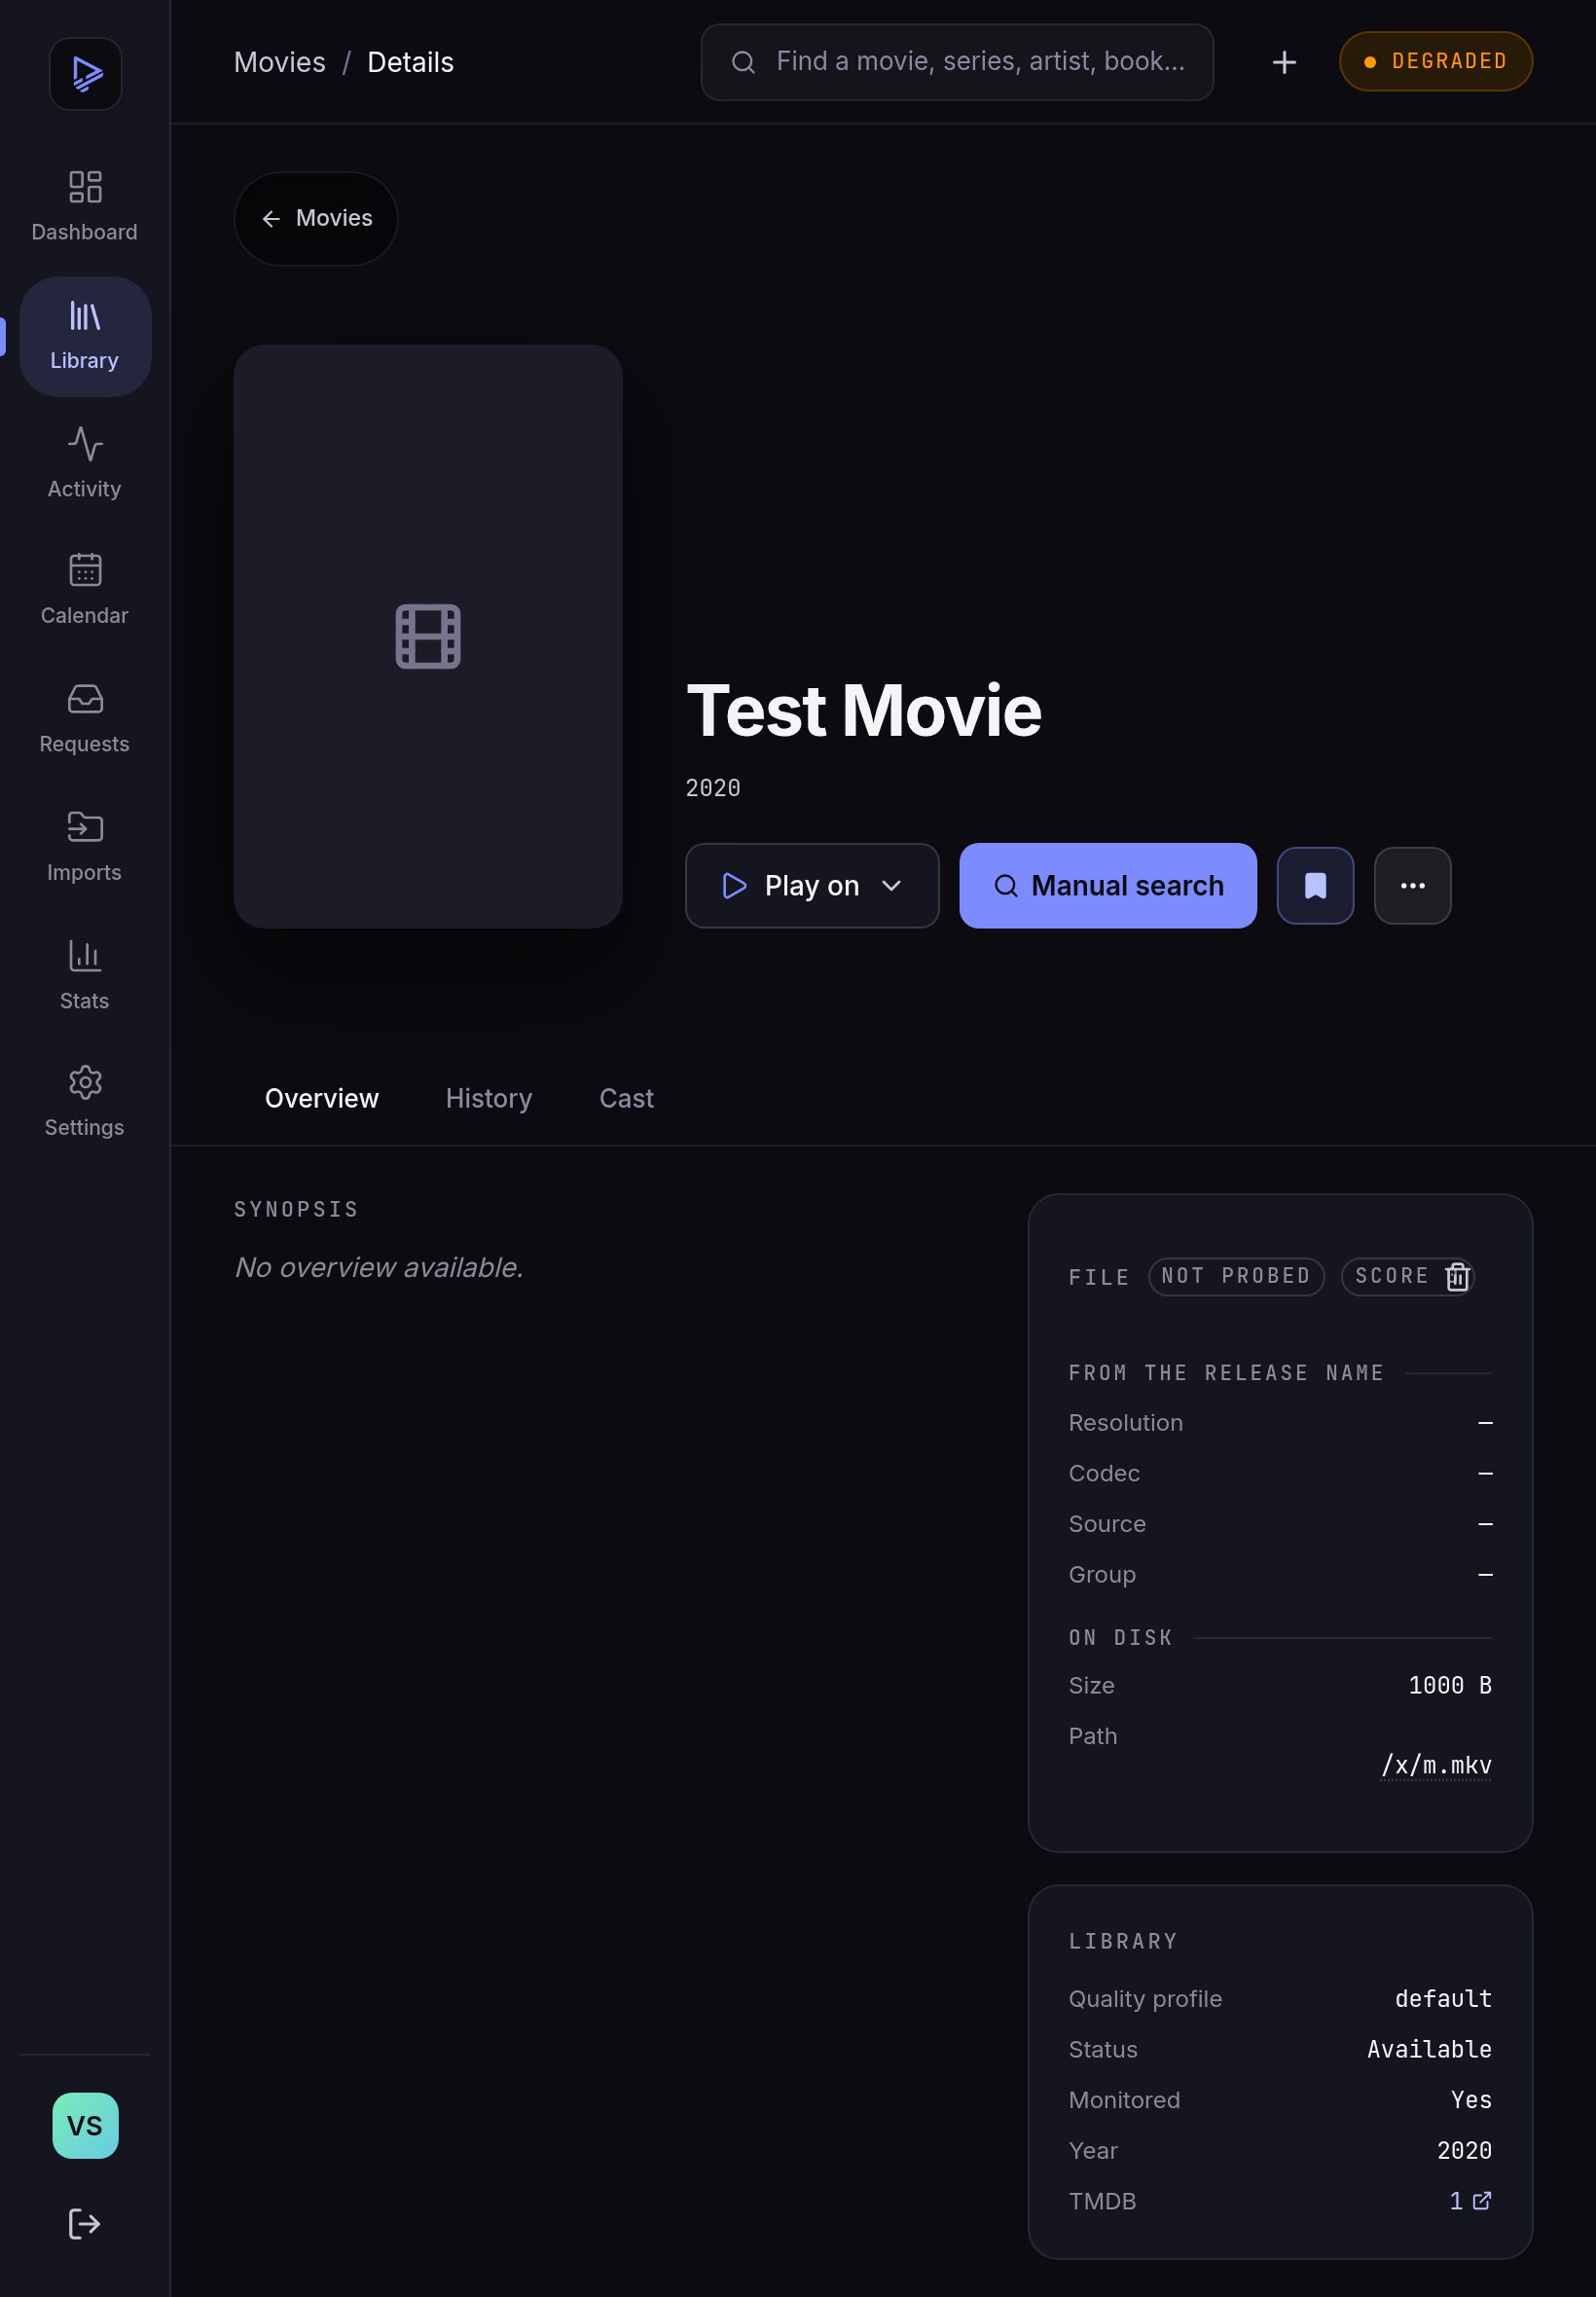 Movies / Details
Find a movie, series, artist, book...
DEGRADED
Dashboard
Library
Activity
Calendar
Requests
Imports
Stats
Settings
VS
Movies
Test Movie
2020
Play on
Manual search
Overview
History
Cast
SYNOPSIS
No overview available.
FILE
NOT PROBED
SCORE
FROM THE RELEASE NAME
Resolution —
Codec —
Source —
Group —
ON DISK
Size 1000 B
Path
/x/m.mkv
LIBRARY
Quality profile default
Status Available
Monitored Yes
Year 2020
TMDB 1